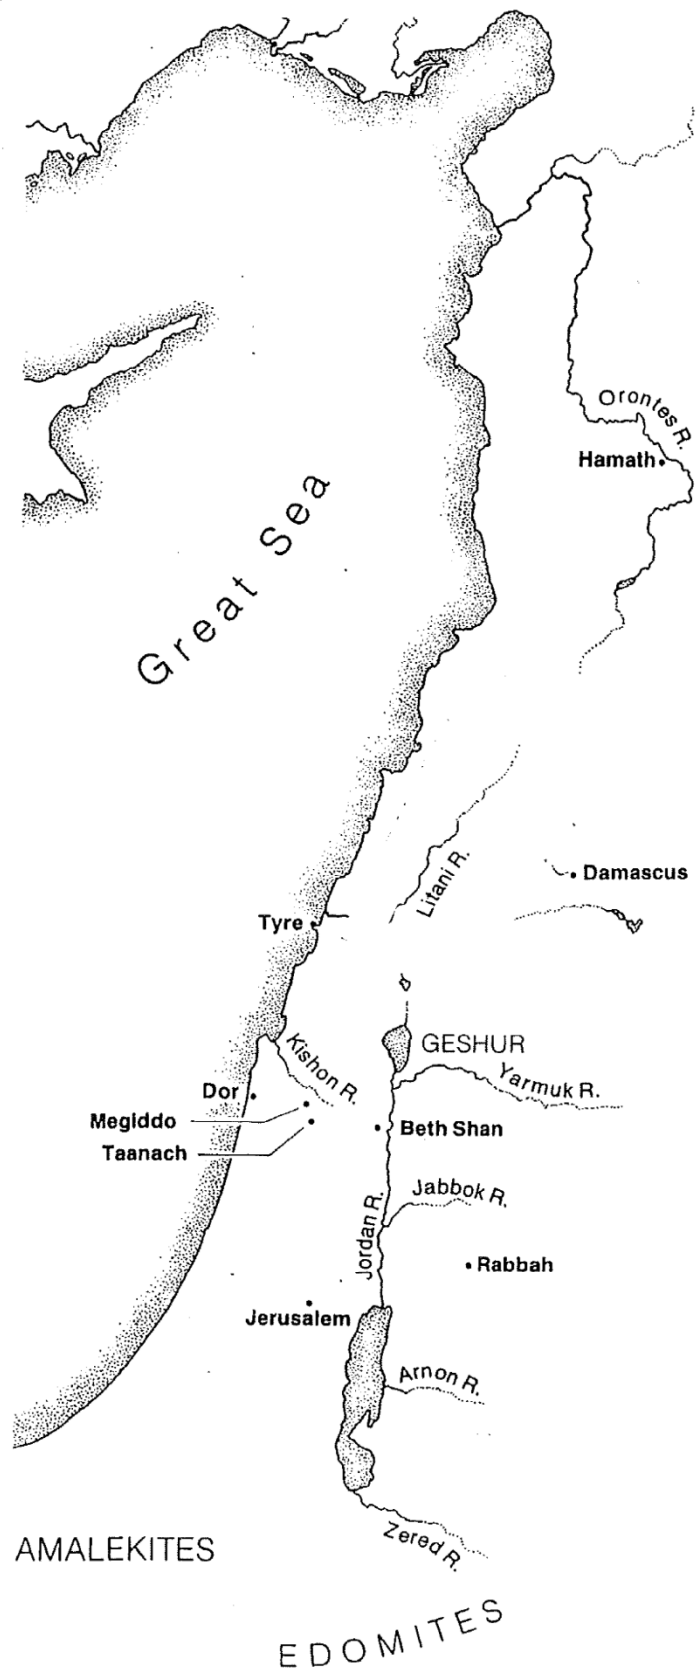 Orontes R.
Hamath
Great Sea
Litani R.
Damascus
Tyre
GESHUR
Kishon R.
Yarmuk R.
Dor
Megiddo
Beth Shan
Taanach
Jabbok R.
Jordan R.
Rabbah
Jerusalem
Arnon R.
Zered R.
AMALEKITES
EDOMITES